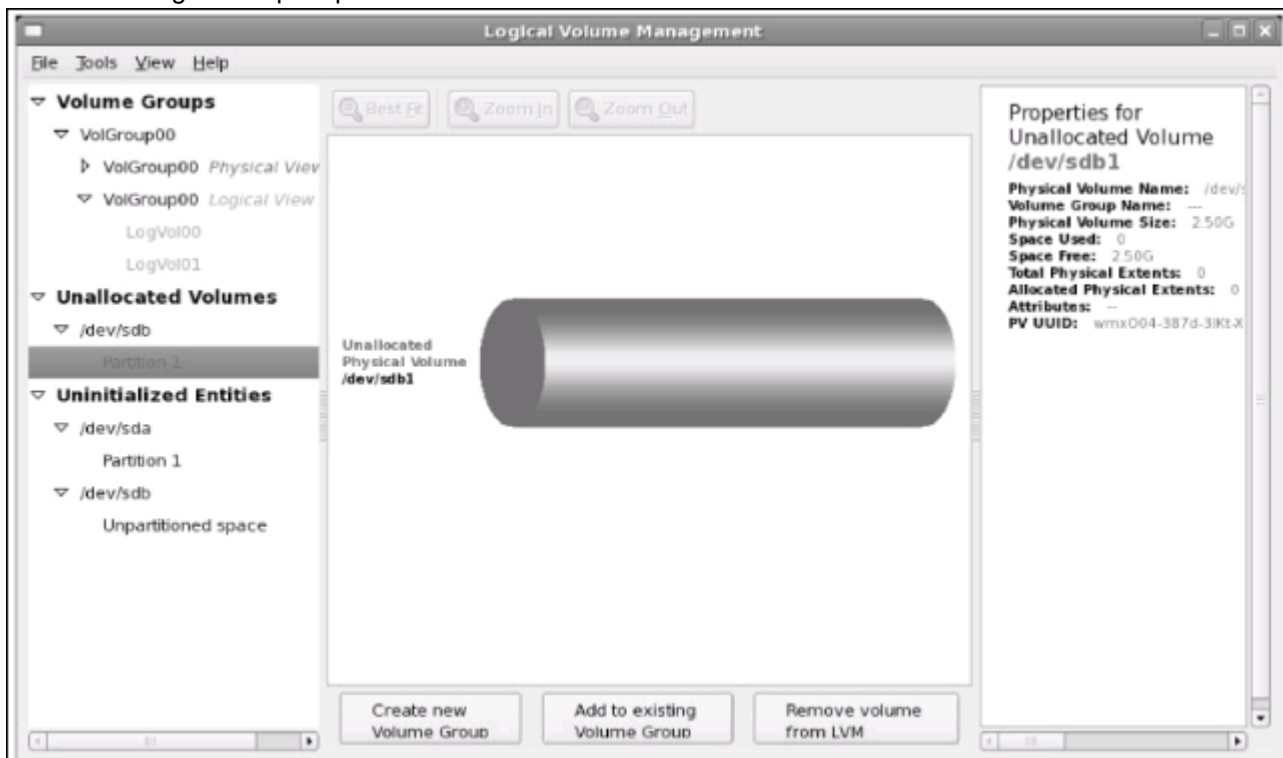 Logical Volume Management
File Tools View Help
Volume Groups
VolGroup00
VolGroup00 Physical View
VolGroup00 Logical View
LogVol00
LogVol01
Unallocated Volumes
/dev/sdb
Partition 1
Uninitialized Entities
/dev/sda
Partition 1
/dev/sdb
Unpartitioned space
Best Fit Zoom In Zoom Out
Unallocated
Physical Volume
/dev/sdb1
Create new
Volume Group
Add to existing
Volume Group
Remove volume
from LVM
Properties for
Unallocated Volume
/dev/sdb1
Physical Volume Name: /dev/s
Volume Group Name: ---
Physical Volume Size: 2.50G
Space Used: 0
Space Free: 2.50G
Total Physical Extents: 0
Allocated Physical Extents: 0
Attributes: --
PV UUID: wmxO04-387d-3IKt-X